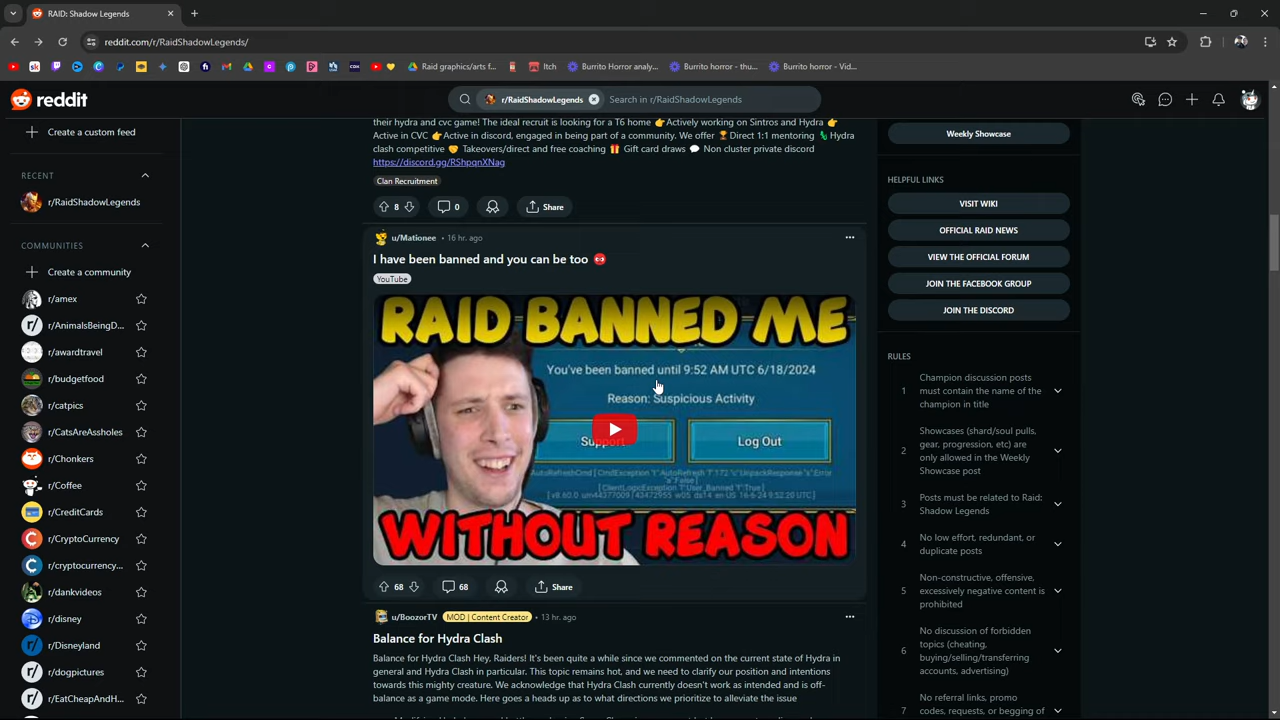 RAID: Shadow Legends
reddit.com/r/RaidShadowLegends/
Raid graphics/arts f...
Itch
Burrito Horror analy...
Burrito horror - thu...
Burrito horror - Vid...
reddit
r/RaidShadowLegends
Search in r/RaidShadowLegends
Create a custom feed
RECENT
r/RaidShadowLegends
COMMUNITIES
Create a community
r/amex
r/AnimalsBeingD...
r/awardtravel
r/budgetfood
r/catpics
r/CatsAreAssholes
r/Chonkers
r/Coffee
r/CreditCards
r/CryptoCurrency
r/cryptocurrency...
r/dankvideos
r/disney
r/Disneyland
r/dogpictures
r/EatCheapAndH...
their hydra and cvc game! The ideal recruit is looking for a T6 home 👉Actively working on Sintros and Hydra 👉
Active in CVC 👉Active in discord, engaged in being part of a community. We offer 🏆Direct 1:1 mentoring 🐍Hydra
clash competitive 🤝 Takeovers/direct and free coaching 🎁 Gift card draws 💬 Non cluster private discord
https://discord.gg/RShpqnXNag
Clan Recruitment
8
0
Share
u/Mationee • 16 hr. ago
I have been banned and you can be too
YouTube
RAID BANNED ME
You've been banned until 9:52 AM UTC 6/18/2024
Reason: Suspicious Activity
Support
Log Out
WITHOUT REASON
68
68
Share
u/BoozorTV MOD | Content Creator • 13 hr. ago
Balance for Hydra Clash
Balance for Hydra Clash Hey, Raiders! It's been quite a while since we commented on the current state of Hydra in
general and Hydra Clash in particular. This topic remains hot, and we need to clarify our position and intentions
towards this mighty creature. We acknowledge that Hydra Clash currently doesn't work as intended and is off-
balance as a game mode. Here goes a heads up as to what directions we prioritize to alleviate the issue
Weekly Showcase
HELPFUL LINKS
VISIT WIKI
OFFICIAL RAID NEWS
VIEW THE OFFICIAL FORUM
JOIN THE FACEBOOK GROUP
JOIN THE DISCORD
RULES
1
Champion discussion posts
must contain the name of the
champion in title
2
Showcases (shard/soul pulls,
gear, progression, etc) are
only allowed in the Weekly
Showcase post
3
Posts must be related to Raid:
Shadow Legends
4
No low effort, redundant, or
duplicate posts
5
Non-constructive, offensive,
excessively negative content is
prohibited
6
No discussion of forbidden
topics (cheating,
buying/selling/transferring
accounts, advertising)
7
No referral links, promo
codes, requests, or begging of